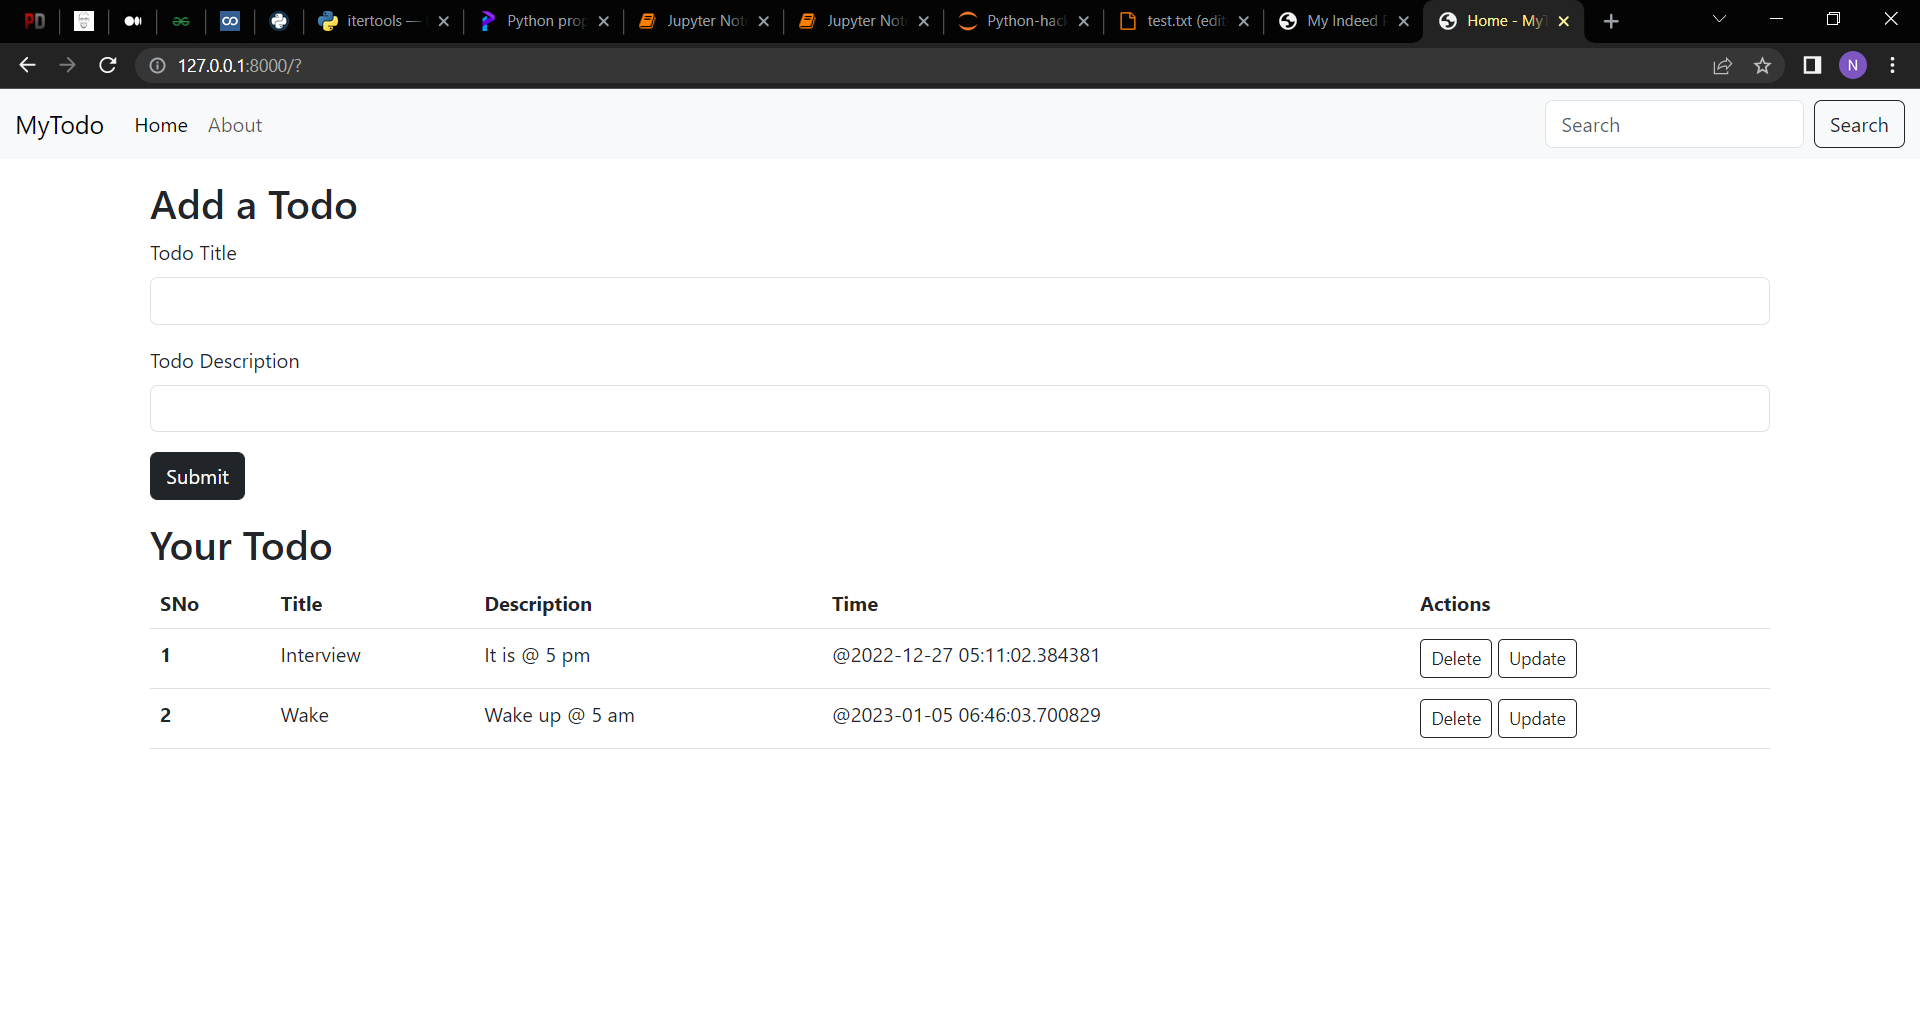 PD itertools — Python prop Jupyter Not Jupyter Not Python-hac test.txt (edit My Indeed Home - MyT
127.0.0.1:8000/? N
MyTodo Home About Search Search
Add a Todo
Todo Title
Todo Description
Submit
Your Todo
SNo Title Description Time Actions
1 Interview It is @ 5 pm @2022-12-27 05:11:02.384381 Delete Update
2 Wake Wake up @ 5 am @2023-01-05 06:46:03.700829 Delete Update